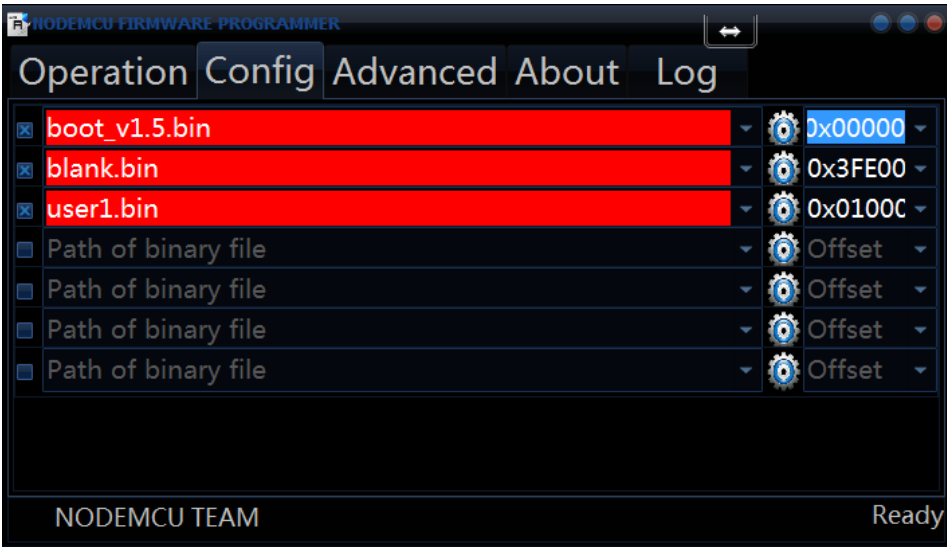 NODEMCU FIRMWARE PROGRAMMER
Operation Config Advanced About Log
boot_v1.5.bin 0x00000
blank.bin 0x3FE00
user1.bin 0x01000
Path of binary file Offset
Path of binary file Offset
Path of binary file Offset
Path of binary file Offset
NODEMCU TEAM Ready